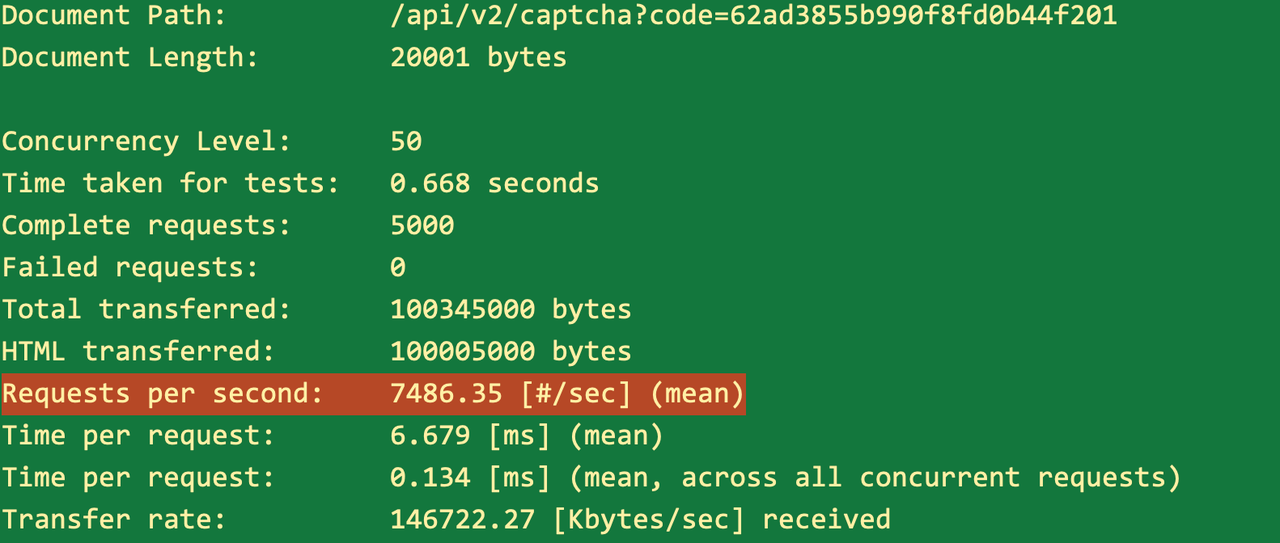 Document Path: /api/v2/captcha?code=62ad3855b990f8fd0b44f201
Document Length: 20001 bytes
Concurrency Level: 50
Time taken for tests: 0.668 seconds
Complete requests: 5000
Failed requests: 0
Total transferred: 100345000 bytes
HTML transferred: 100005000 bytes
Requests per second: 7486.35 [#/sec] (mean)
Time per request: 6.679 [ms] (mean)
Time per request: 0.134 [ms] (mean, across all concurrent requests)
Transfer rate: 146722.27 [Kbytes/sec] received